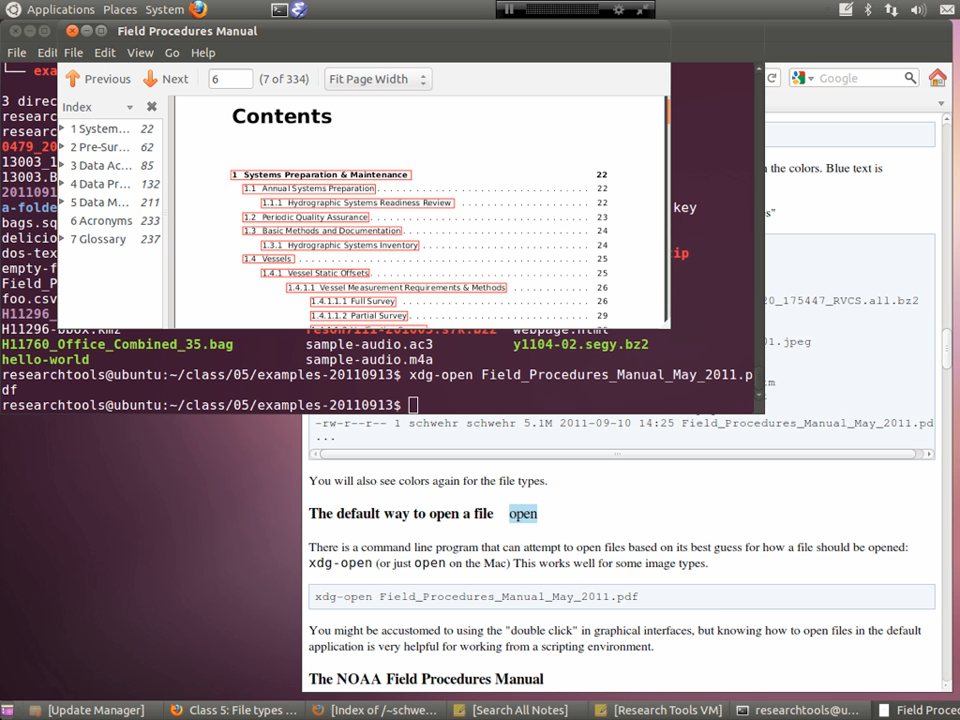 Applications Places System
Field Procedures Manual
File Edit
File Edit View Go Help
Previous Next 6 (7 of 334) Fit Page Width
Index
1 System... 22
2 Pre-Sur... 62
3 Data Ac... 85
4 Data Pr... 132
5 Data M... 211
6 Acronyms 233
7 Glossary 237
Contents
1 Systems Preparation & Maintenance 22
1.1 Annual Systems Preparation 22
1.1.1 Hydrographic Systems Readiness Review 22
1.2 Periodic Quality Assurance 23
1.3 Basic Methods and Documentation 24
1.3.1 Hydrographic Systems Inventory 24
1.4 Vessels 25
1.4.1 Vessel Static Offsets 25
1.4.1.1 Vessel Measurement Requirements & Methods 26
1.4.1.1.1 Full Survey 26
1.4.1.1.2 Partial Survey 29
└── exa
3 direc
researc
researc
0479_20
13003_1
13003.B
2011091
a-folde
bags.sq
delicio
dos-tex
empty-f
Field_P
foo.csv
H11296_
key
ip
H11296-bbox.kmz webpage.html
H11760_Office_Combined_35.bag sample-audio.ac3 y1104-02.segy.bz2
hello-world sample-audio.m4a
researchtools@ubuntu:~/class/05/examples-20110913$ xdg-open Field_Procedures_Manual_May_2011.p
df
researchtools@ubuntu:~/class/05/examples-20110913$
Google
n the colors. Blue text is
s"
20_175447_RVCS.all.bz2
01.jpeg
m
-rw-r--r-- 1 schwehr schwehr 5.1M 2011-09-10 14:25 Field_Procedures_Manual_May_2011.pd
...
You will also see colors again for the file types.
The default way to open a file open
There is a command line program that can attempt to open files based on its best guess for how a file should be opened:
xdg-open (or just open on the Mac) This works well for some image types.
xdg-open Field_Procedures_Manual_May_2011.pdf
You might be accustomed to using the "double click" in graphical interfaces, but knowing how to open files in the default
application is very helpful for working from a scripting environment.
The NOAA Field Procedures Manual
[Update Manager] Class 5: File types ... [Index of /~schwe... [Search All Notes] [Research Tools VM] researchtools@u... Field Proced